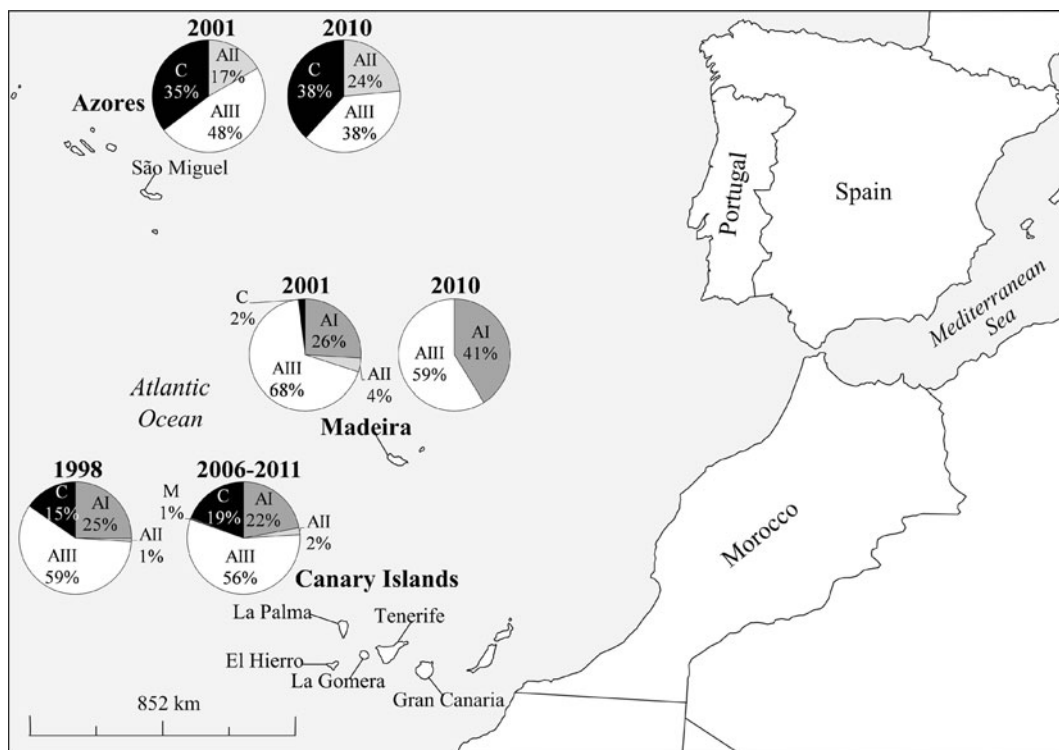 2001
2010
AII
17%
C
35%
AIII
48%
AII
24%
C
38%
AIII
38%
Azores
São Miguel
Portugal
Spain
Mediterranean
Sea
2001
2010
C
2%
AI
26%
AIII
68%
AII
4%
AI
41%
AIII
59%
Atlantic
Ocean
Madeira
1998
2006-2011
C
15%
AI
25%
AII
1%
AIII
59%
M
1%
C
19%
AI
22%
AII
2%
AIII
56%
Morocco
Canary Islands
La Palma
Tenerife
El Hierro
La Gomera
Gran Canaria
852 km